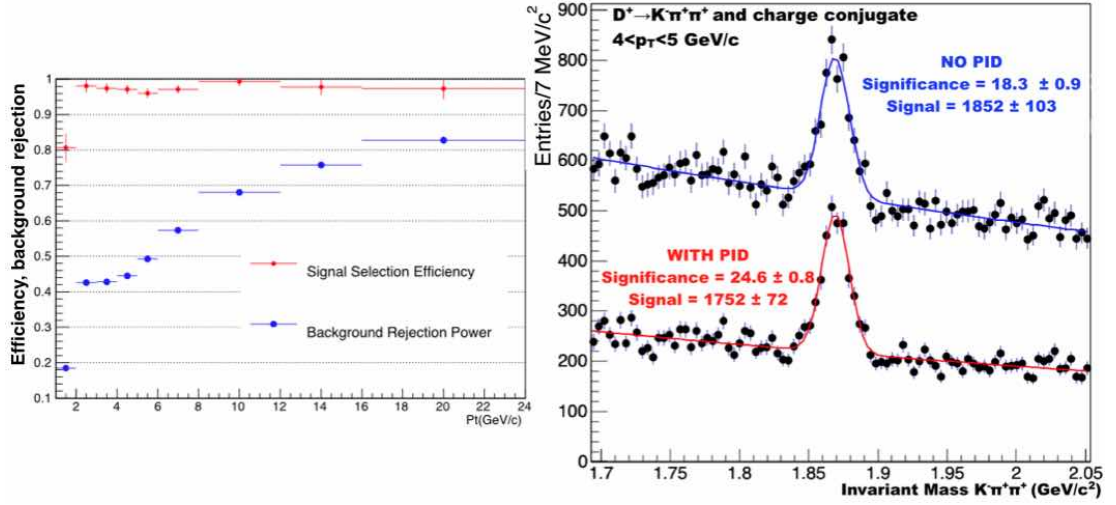 Efficiency, background rejection
1
0.9
0.8
0.7
0.6
0.5
0.4
0.3
0.2
0.1
Signal Selection Efficiency
Background Rejection Power
2 4 6 8 10 12 14 16 18 20 22 24
Pt(GeV/c)
Entries/7 MeV/c²
900
800
700
600
500
400
300
200
100
0
D⁺→K⁻π⁺π⁺ and charge conjugate
4<p_T<5 GeV/c
NO PID
Significance = 18.3 ± 0.9
Signal = 1852 ± 103
WITH PID
Significance = 24.6 ± 0.8
Signal = 1752 ± 72
1.7 1.75 1.8 1.85 1.9 1.95 2 2.05
Invariant Mass K⁻π⁺π⁺ (GeV/c²)